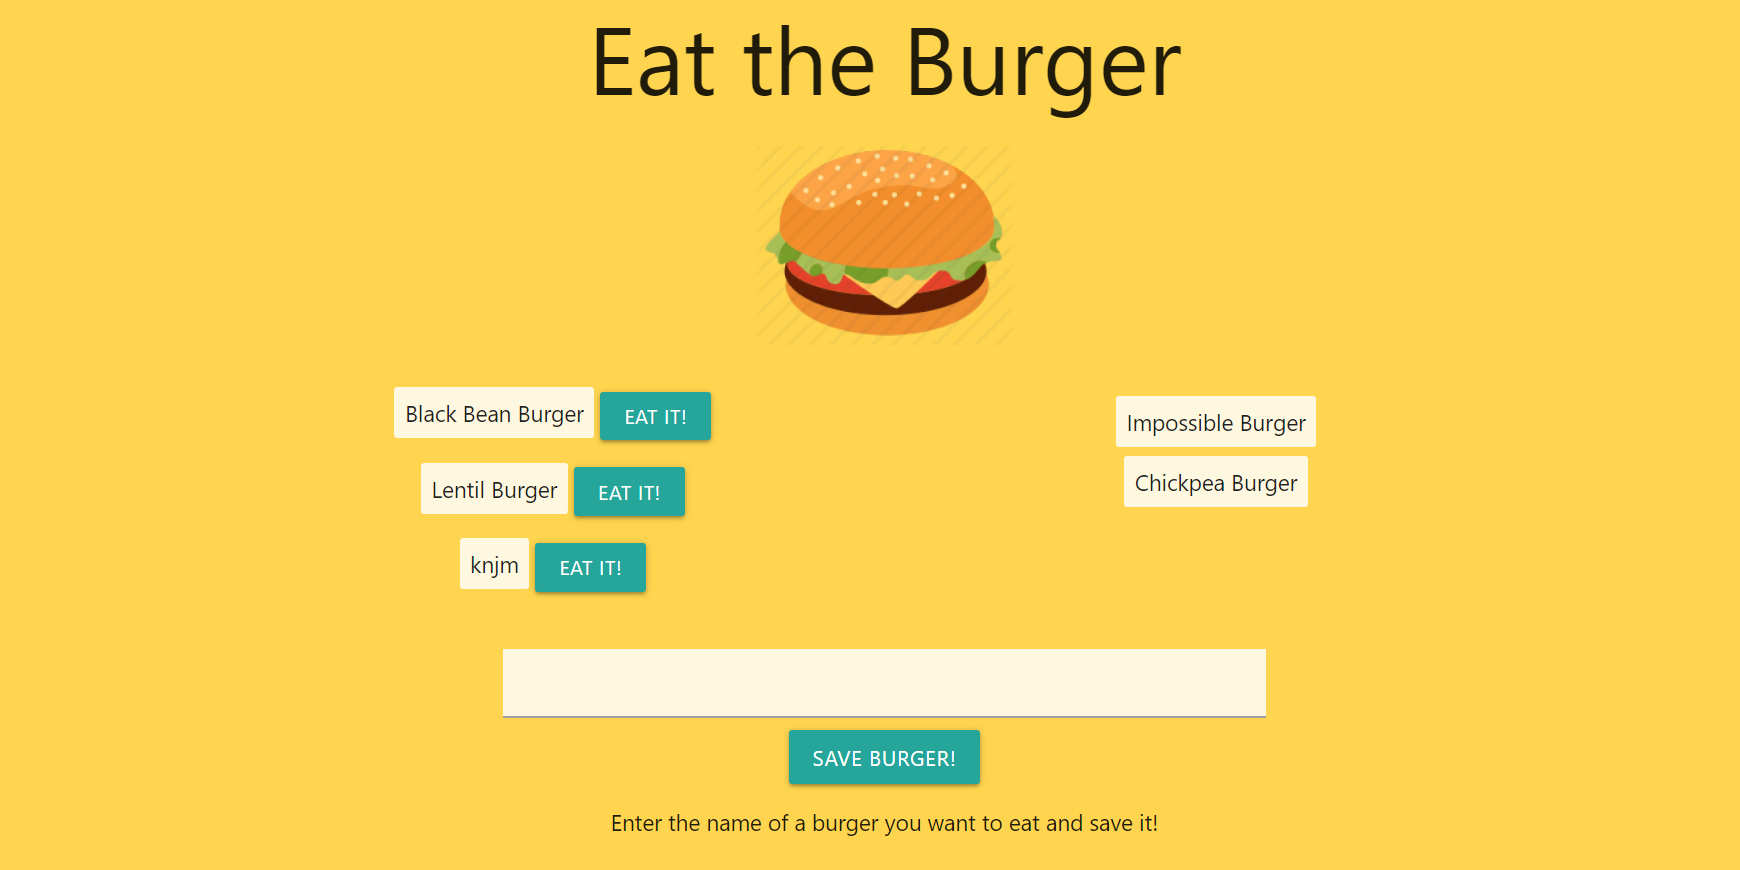 Eat the Burger
Black Bean Burger EAT IT!
Lentil Burger EAT IT!
knjm EAT IT!
Impossible Burger
Chickpea Burger
SAVE BURGER!
Enter the name of a burger you want to eat and save it!